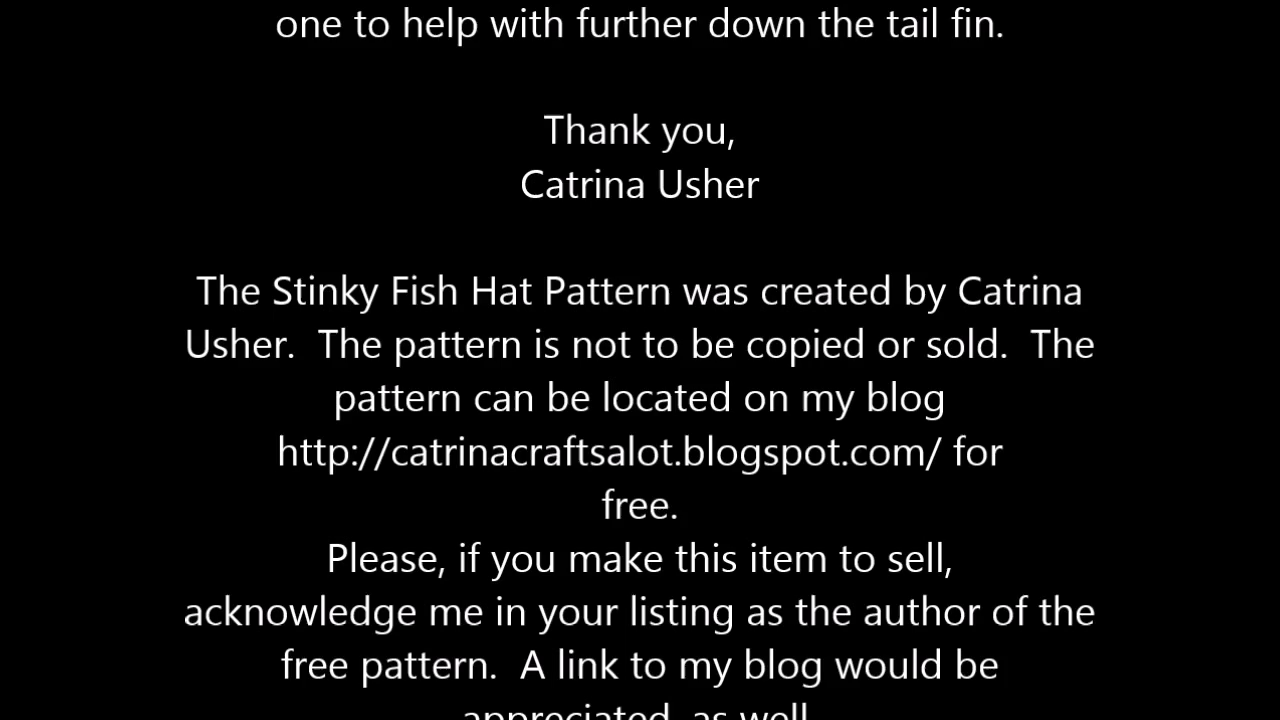 one to help with further down the tail fin.
Thank you,
Catrina Usher
The Stinky Fish Hat Pattern was created by Catrina
Usher.  The pattern is not to be copied or sold.  The
pattern can be located on my blog
http://catrinacraftsalot.blogspot.com/ for
free.
Please, if you make this item to sell,
acknowledge me in your listing as the author of the
free pattern.  A link to my blog would be
appreciated, as well